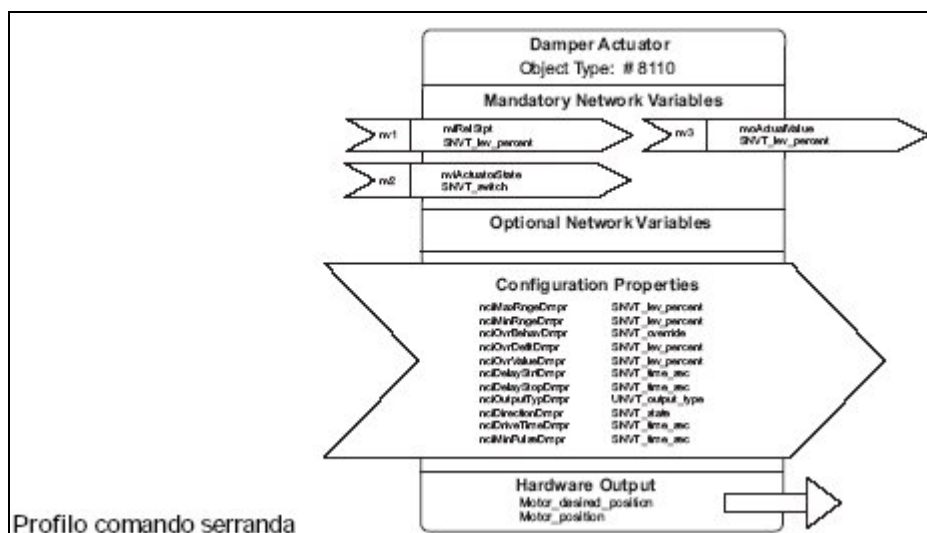 Damper Actuator
Object Type: # 8110
Mandatory Network Variables
nv1
nviRelStpt
SNVT_lev_percent
nv3
nvoActualValue
SNVT_lev_percent
nv2
nviActuatorState
SNVT_switch
Optional Network Variables
Configuration Properties
nciMaxRngeDmpr SNVT_lev_percent
nciMinRngeDmpr SNVT_lev_percent
nciOvrBehavDmpr SNVT_override
nciOvrDefltDmpr SNVT_lev_percent
nciOvrValueDmpr SNVT_lev_percent
nciDelayStrtDmpr SNVT_time_sec
nciDelayStopDmpr SNVT_time_sec
nciOutputTypDmpr UNVT_output_type
nciDirectionDmpr SNVT_state
nciDriveTimeDmpr SNVT_time_sec
nciMinPulseDmpr SNVT_time_sec
Hardware Output
Motor_desired_position
Motor_position
Profilo comando serranda